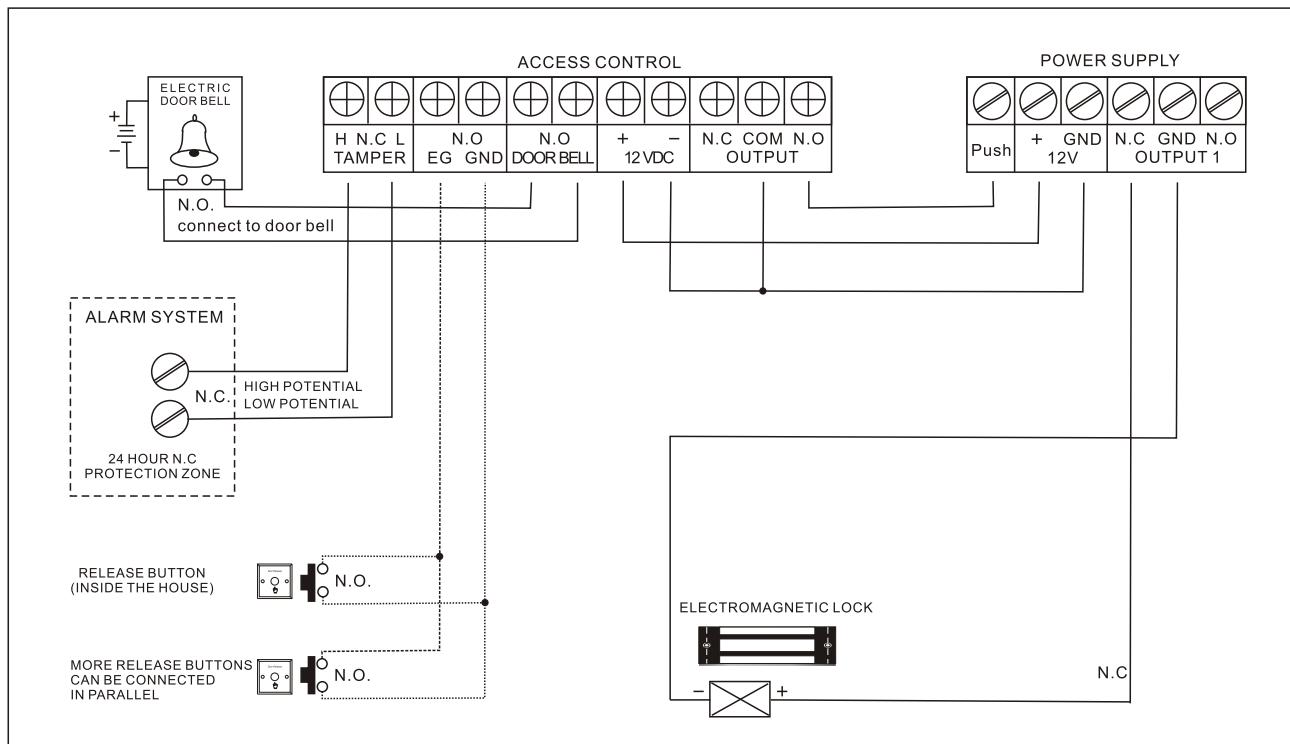 ACCESS CONTROL
POWER SUPPLY
ELECTRIC
DOOR BELL
+
−
H N.C L
TAMPER
N.O
EG GND
N.O
DOOR BELL
+ −
12 VDC
N.C COM N.O
OUTPUT
Push
+ GND
12V
N.C GND N.O
OUTPUT 1
N.O.
connect to door bell
ALARM SYSTEM
N.C.
HIGH POTENTIAL
LOW POTENTIAL
24 HOUR N.C
PROTECTION ZONE
RELEASE BUTTON
(INSIDE THE HOUSE)
N.O.
MORE RELEASE BUTTONS
CAN BE CONNECTED
IN PARALLEL
N.O.
ELECTROMAGNETIC LOCK
− +
N.C